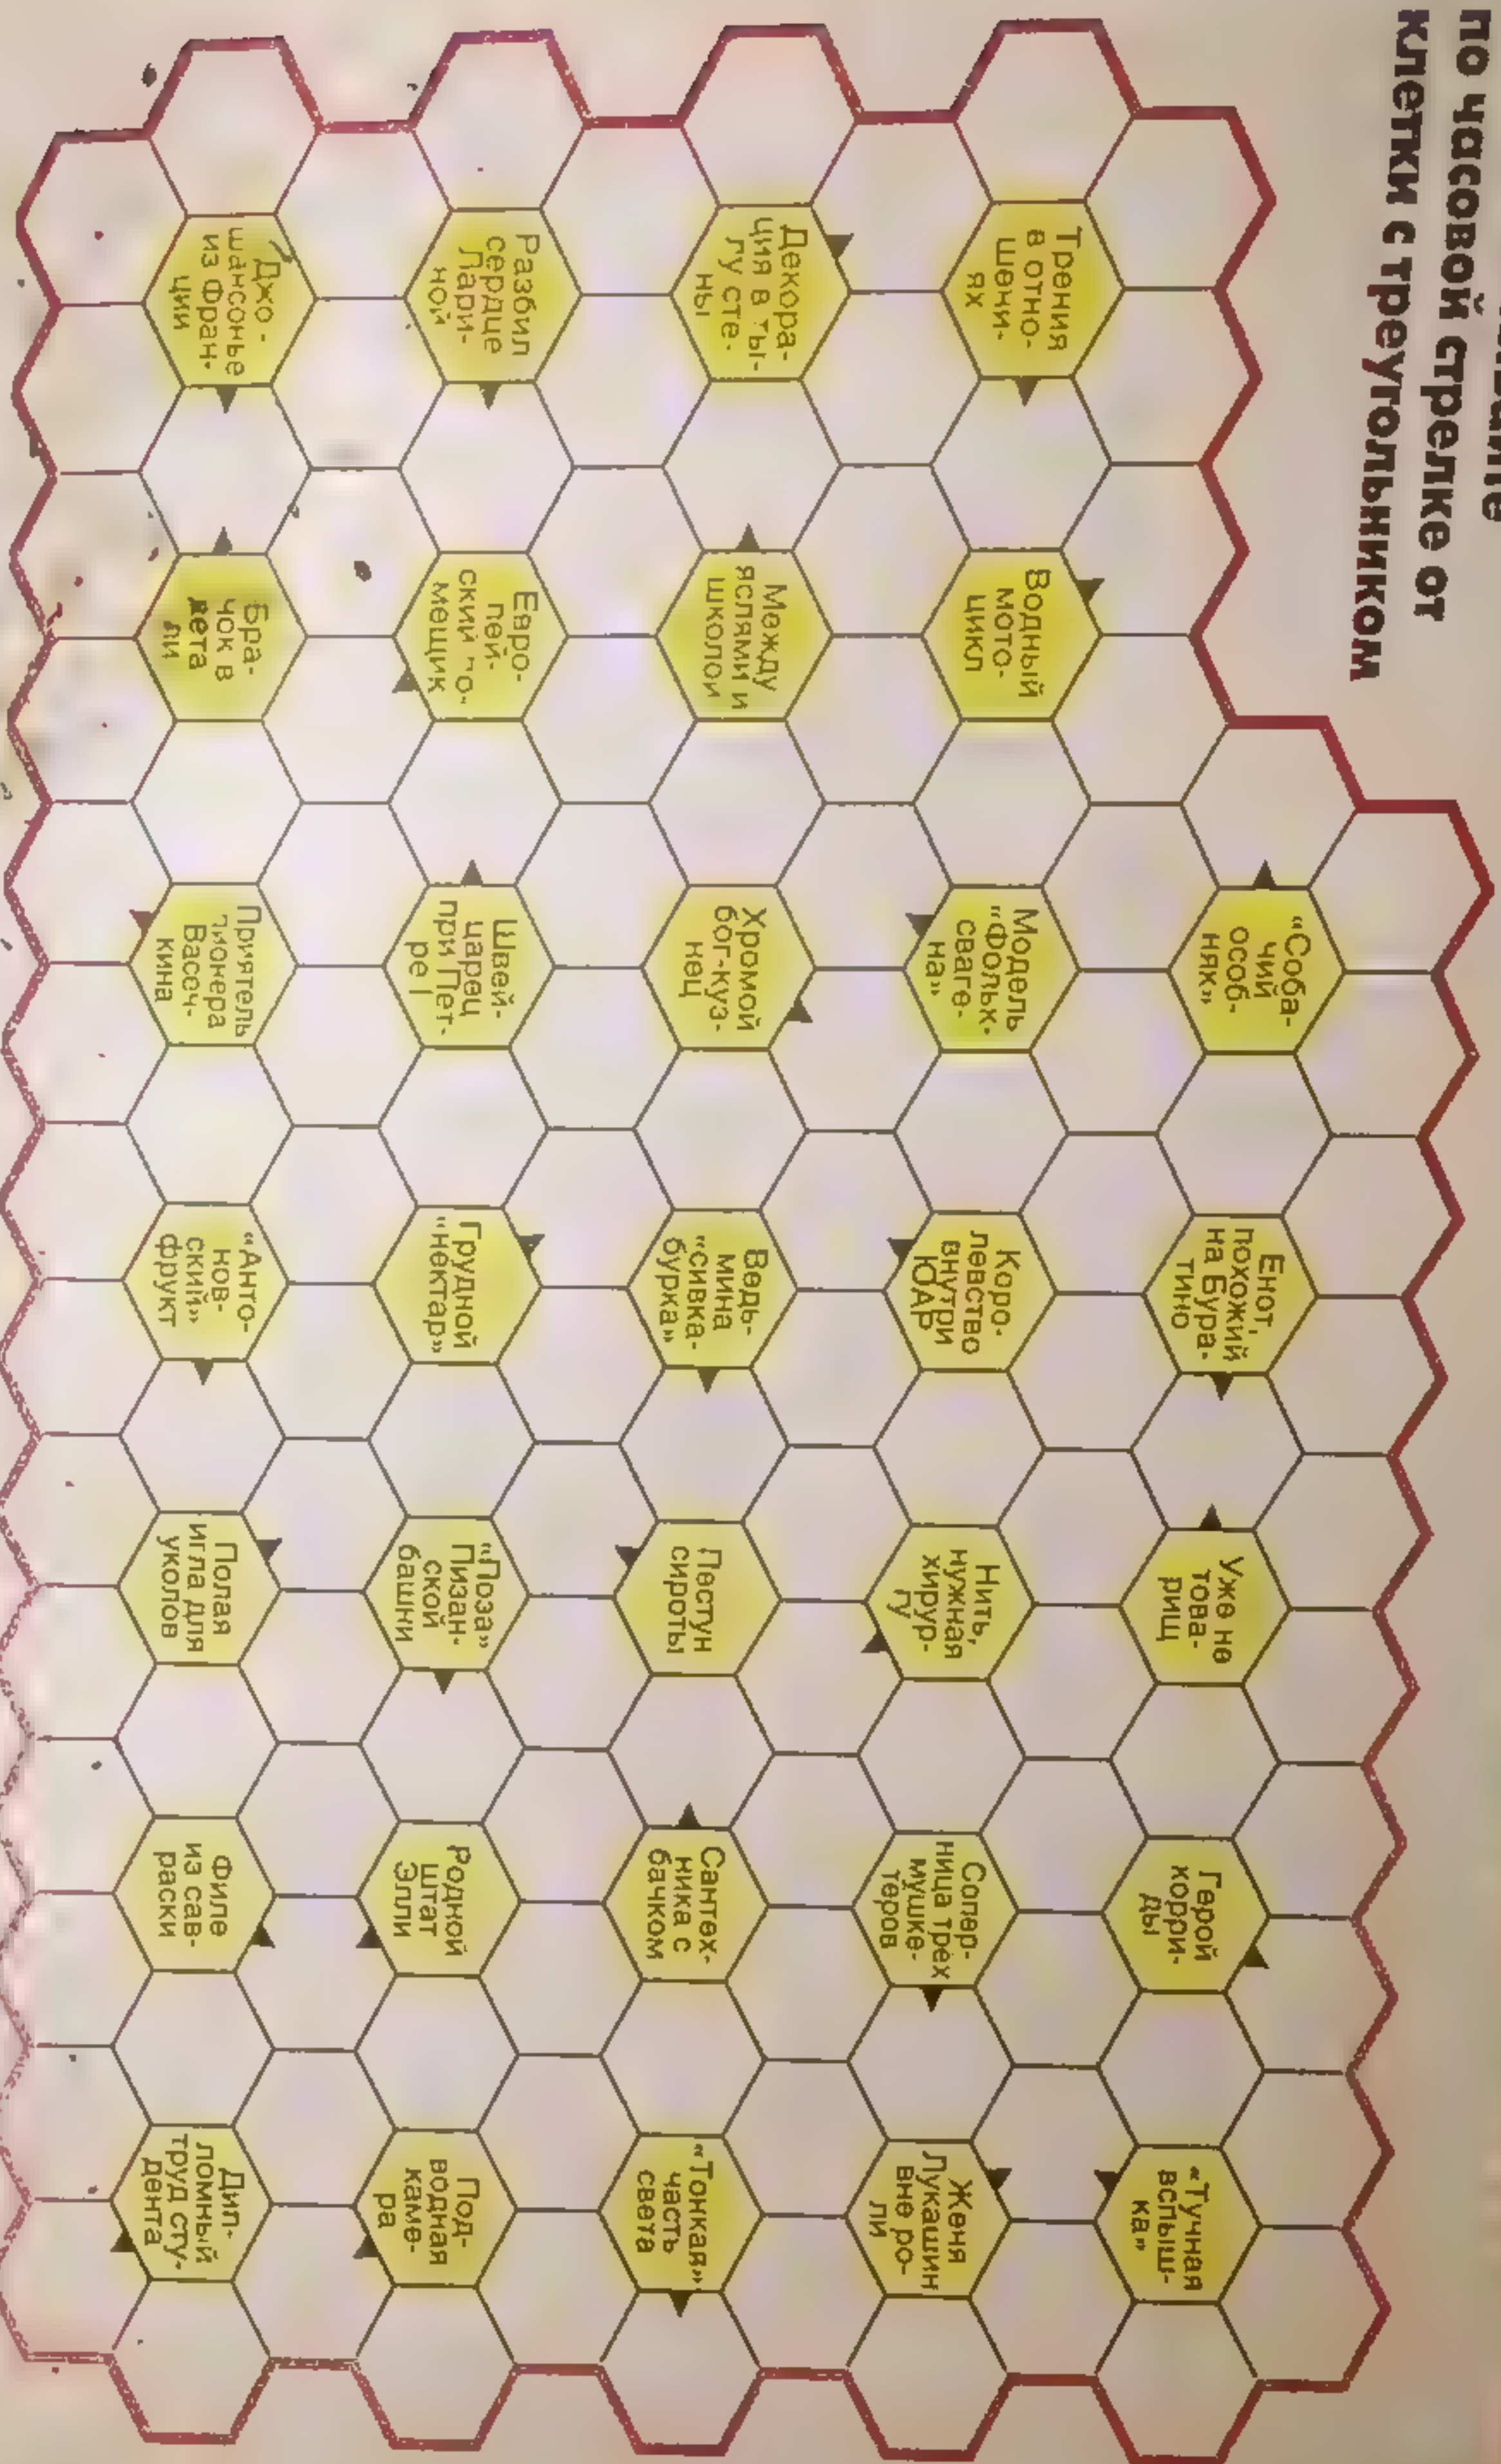 по часовой стрелке от
клетки с треугольником
«Соба-
чий
особ-
няк»
Енот,
похожий
на Бура-
тино
Уже не
това-
рищ
Герой
корри-
ды
«Тучная
вспыш-
ка»
Трения
в отно-
шени-
ях
Водный
мото-
цикл
Модель
«Фольк-
сваге-
на»
Коро-
левство
внутри
ЮАР
Нить,
нужная
хирур-
гу
Сопер-
ница трёх
мушке-
теров
Женя
Лукашин
вне ро-
ли
Декора-
ция в ты-
лу сте-
ны
Между
яслями и
школой
Хромой
бог-куз-
нец
Ведь-
мина
«сивка-
бурка»
Пестун
сироты
Сантех-
ника с
бачком
«Тонкая»
часть
света
Разбил
сердце
Лари-
ной
Евро-
пей-
ский по-
мещик
Швей-
царец
при Пет-
ре I
Грудной
«нектар»
«Поза»
Пизан-
ской
башни
Родной
штат
Элли
Под-
водная
каме-
ра
Джо -
шансонье
из Фран-
ции
Бра-
чок в
дета
ли
Приятель
пионера
Васеч-
кина
«Анто-
нов-
ский»
фрукт
Полая
игла для
уколов
Филе
из сав-
раски
Дип-
ломный
труд сту-
дента